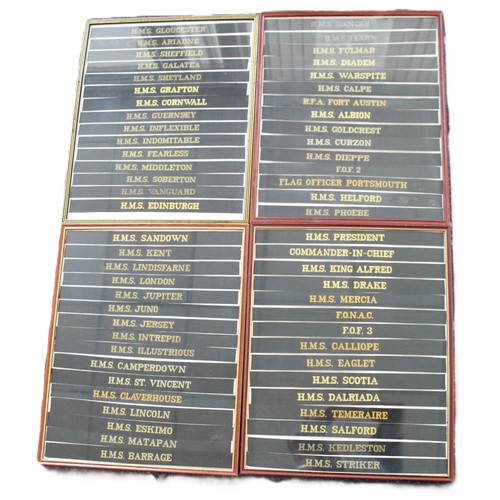 H.M.S. GLOUCESTER
H.M.S. ARIADNE
H.M.S. SHEFFIELD
H.M.S. GALATEA
H.M.S. SHETLAND
H.M.S. GRAFTON
H.M.S. CORNWALL
H.M.S. GUERNSEY
H.M.S. INFLEXIBLE
H.M.S. INDOMITABLE
H.M.S. FEARLESS
H.M.S. MIDDLETON
H.M.S. SOBERTON
H.M.S. VANGUARD
H.M.S. EDINBURGH
H.M.S.
H.M.S.
H.M.S. FULMAR
H.M.S. DIADEM
H.M.S. WARSPITE
H.M.S. CALPE
R.F.A. FORT AUSTIN
H.M.S. ALBION
H.M.S. GOLDCREST
H.M.S. CURZON
H.M.S. DIEPPE
F.O.F. 2
FLAG OFFICER PORTSMOUTH
H.M.S. HELFORD
H.M.S. PHOEBE
H.M.S. SANDOWN
H.M.S. KENT
H.M.S. LINDISFARNE
H.M.S. LONDON
H.M.S. JUPITER
H.M.S. JUNO
H.M.S. JERSEY
H.M.S. INTREPID
H.M.S. ILLUSTRIOUS
H.M.S. CAMPERDOWN
H.M.S. ST. VINCENT
H.M.S. CLAVERHOUSE
H.M.S. LINCOLN
H.M.S. ESKIMO
H.M.S. MATAPAN
H.M.S. BARRAGE
H.M.S. PRESIDENT
COMMANDER-IN-CHIEF
H.M.S. KING ALFRED
H.M.S. DRAKE
H.M.S. MERCIA
F.O.N.A.C.
F.O.F. 3
H.M.S. CALLIOPE
H.M.S. EAGLET
H.M.S. SCOTIA
H.M.S. DALRIADA
H.M.S. TEMERAIRE
H.M.S. SALFORD
H.M.S. KEDLESTON
H.M.S. STRIKER